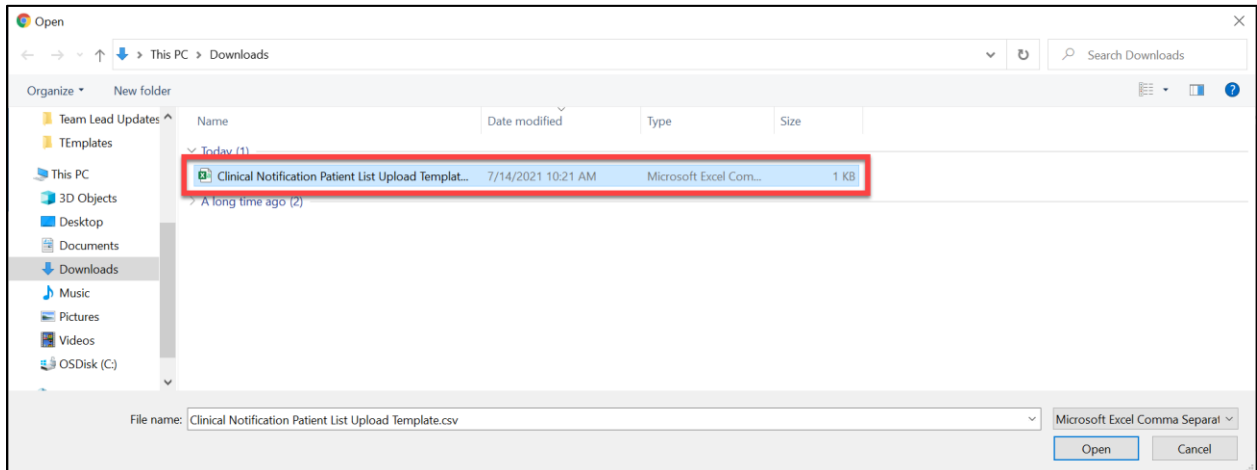 Open
This PC > Downloads
Search Downloads
Organize
New folder
Team Lead Updates
TEmplates
This PC
3D Objects
Desktop
Documents
Downloads
Music
Pictures
Videos
OSDisk (C:)
Name Date modified Type Size
Today (1)
Clinical Notification Patient List Upload Templat... 7/14/2021 10:21 AM Microsoft Excel Com... 1 KB
A long time ago (2)
File name: Clinical Notification Patient List Upload Template.csv
Microsoft Excel Comma Separat
Open Cancel